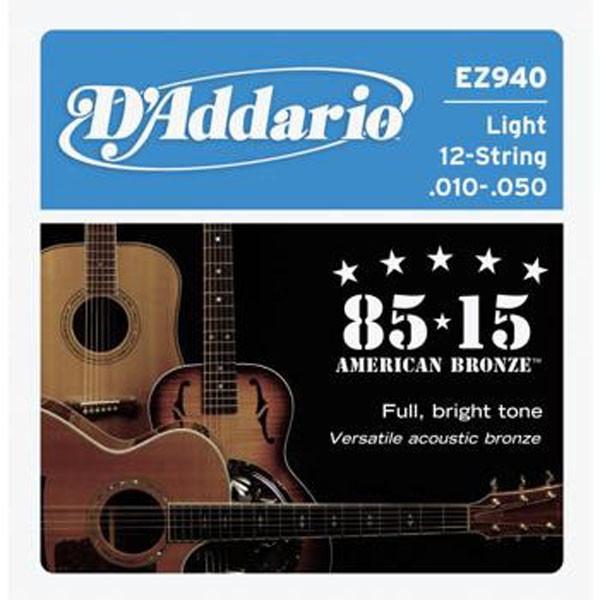 D'Addario
EZ940
Light
12-String
.010-.050
85★15
AMERICAN BRONZE™
Full, bright tone
Versatile acoustic bronze